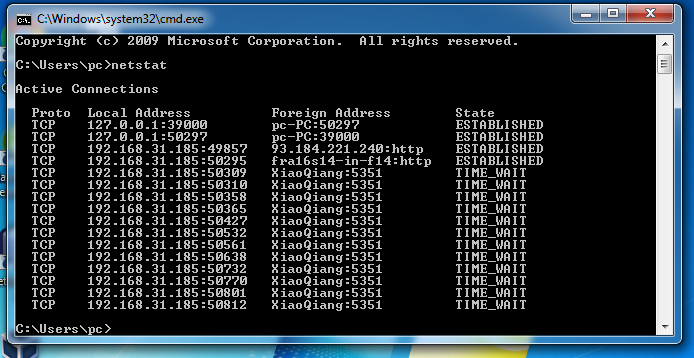 C:\Windows\system32\cmd.exe
Copyright (c) 2009 Microsoft Corporation.  All rights reserved.
C:\Users\pc>netstat
Active Connections
Proto  Local Address          Foreign Address        State
TCP    127.0.0.1:39000        pc-PC:50297            ESTABLISHED
TCP    127.0.0.1:50297        pc-PC:39000            ESTABLISHED
TCP    192.168.31.185:49857   93.184.221.240:http    ESTABLISHED
TCP    192.168.31.185:50295   fra16s14-in-f14:http   ESTABLISHED
TCP    192.168.31.185:50309   XiaoQiang:5351         TIME_WAIT
TCP    192.168.31.185:50310   XiaoQiang:5351         TIME_WAIT
TCP    192.168.31.185:50358   XiaoQiang:5351         TIME_WAIT
TCP    192.168.31.185:50365   XiaoQiang:5351         TIME_WAIT
TCP    192.168.31.185:50427   XiaoQiang:5351         TIME_WAIT
TCP    192.168.31.185:50532   XiaoQiang:5351         TIME_WAIT
TCP    192.168.31.185:50561   XiaoQiang:5351         TIME_WAIT
TCP    192.168.31.185:50638   XiaoQiang:5351         TIME_WAIT
TCP    192.168.31.185:50732   XiaoQiang:5351         TIME_WAIT
TCP    192.168.31.185:50770   XiaoQiang:5351         TIME_WAIT
TCP    192.168.31.185:50801   XiaoQiang:5351         TIME_WAIT
TCP    192.168.31.185:50812   XiaoQiang:5351         TIME_WAIT
C:\Users\pc>